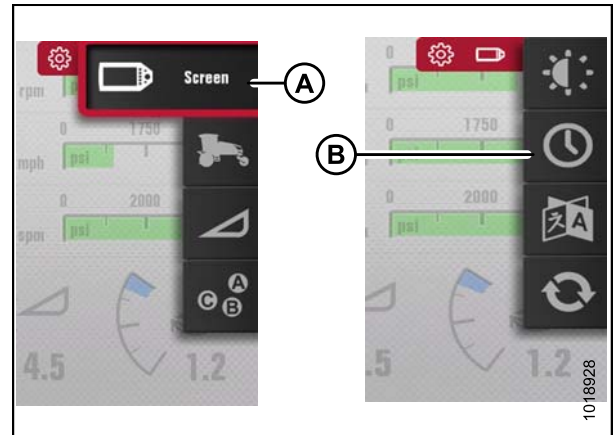 Screen
A
rpm
0
1750
mph
psi
0
2000
spm
psi
C A B
4.5
1.2
0
psi
B
0
1750
psi
0
2000
psi
A
.5
1.2
1018928